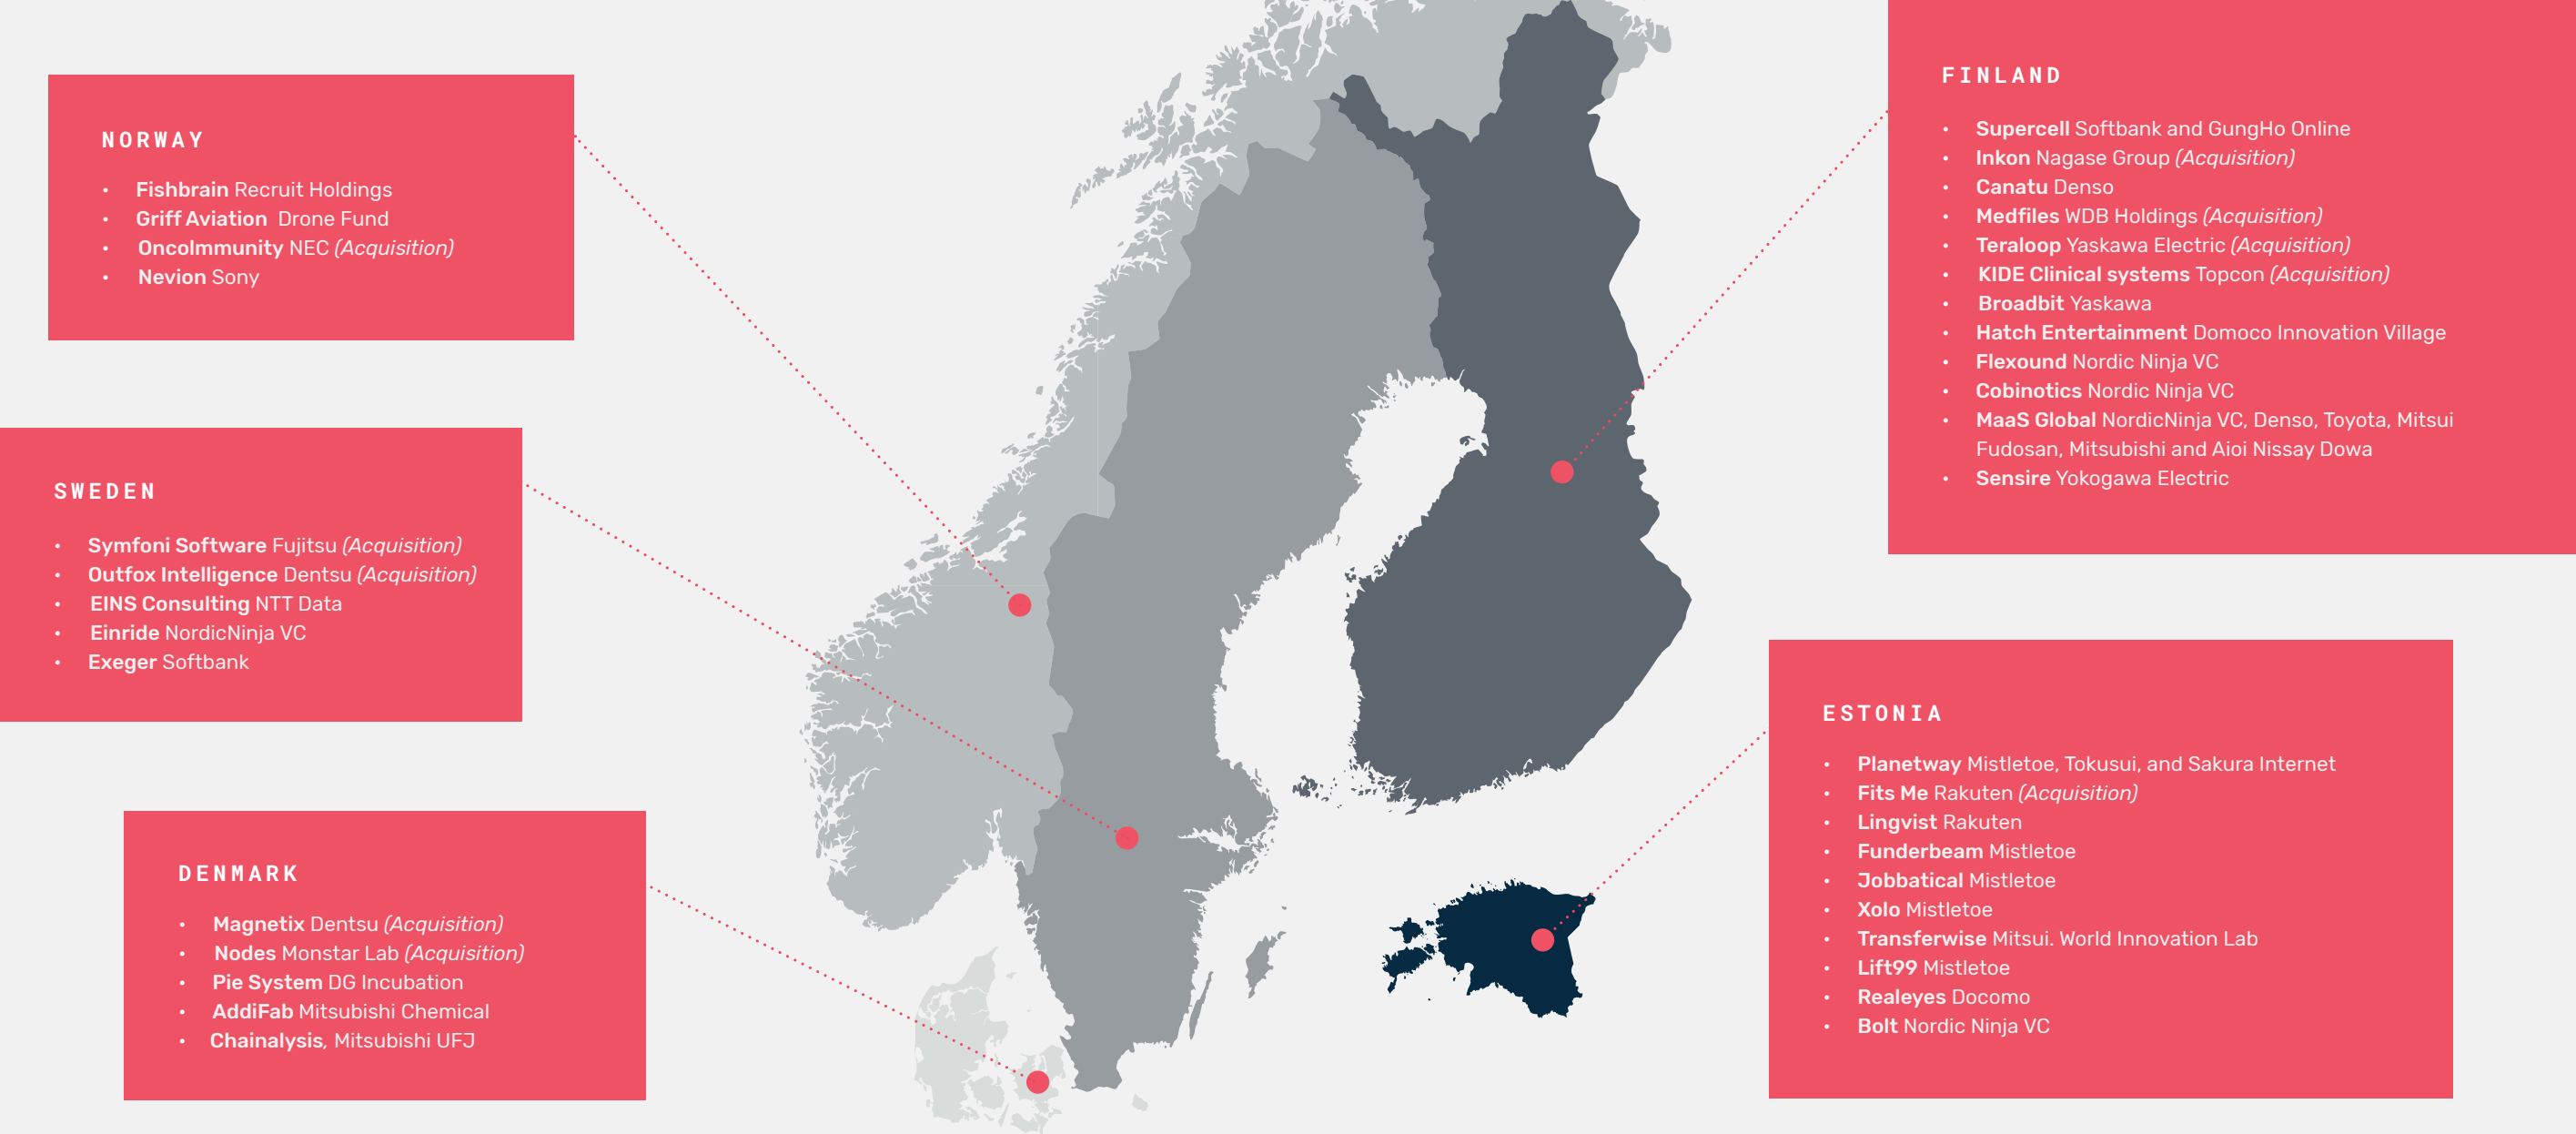 NORWAY
• Fishbrain Recruit Holdings
• Griff Aviation Drone Fund
• OncoImmunity NEC (Acquisition)
• Nevion Sony
SWEDEN
• Symfoni Software Fujitsu (Acquisition)
• Outfox Intelligence Dentsu (Acquisition)
• EINS Consulting NTT Data
• Einride NordicNinja VC
• Exeger Softbank
DENMARK
• Magnetix Dentsu (Acquisition)
• Nodes Monstar Lab (Acquisition)
• Pie System DG Incubation
• AddiFab Mitsubishi Chemical
• Chainalysis, Mitsubishi UFJ
FINLAND
• Supercell Softbank and GungHo Online
• Inkon Nagase Group (Acquisition)
• Canatu Denso
• Medfiles WDB Holdings (Acquisition)
• Teraloop Yaskawa Electric (Acquisition)
• KIDE Clinical systems Topcon (Acquisition)
• Broadbit Yaskawa
• Hatch Entertainment Domoco Innovation Village
• Flexound Nordic Ninja VC
• Cobinotics Nordic Ninja VC
• MaaS Global NordicNinja VC, Denso, Toyota, Mitsui
Fudosan, Mitsubishi and Aioi Nissay Dowa
• Sensire Yokogawa Electric
ESTONIA
• Planetway Mistletoe, Tokusui, and Sakura Internet
• Fits Me Rakuten (Acquisition)
• Lingvist Rakuten
• Funderbeam Mistletoe
• Jobbatical Mistletoe
• Xolo Mistletoe
• Transferwise Mitsui. World Innovation Lab
• Lift99 Mistletoe
• Realeyes Docomo
• Bolt Nordic Ninja VC